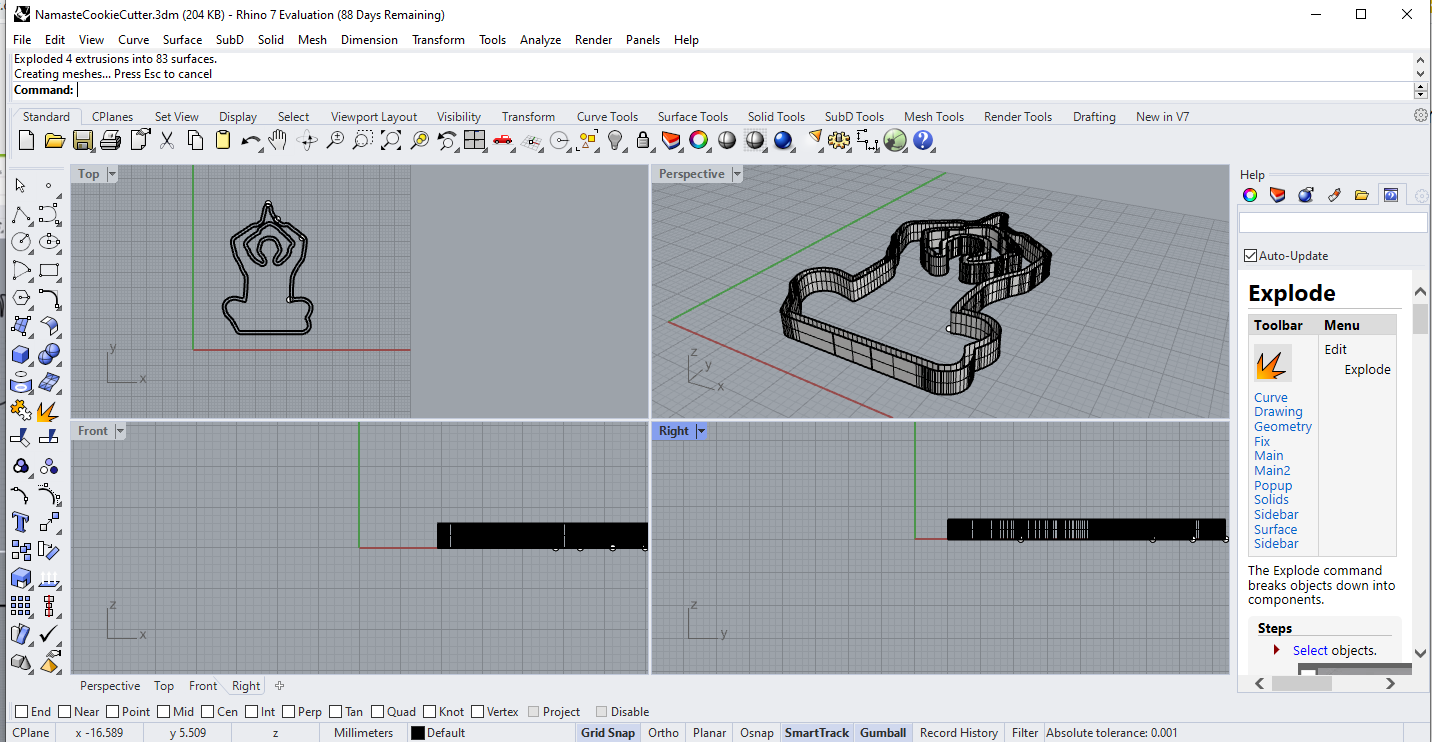 NamasteCookieCutter.3dm (204 KB) - Rhino 7 Evaluation (88 Days Remaining)
File Edit View Curve Surface SubD Solid Mesh Dimension Transform Tools Analyze Render Panels Help
Exploded 4 extrusions into 83 surfaces.
Creating meshes... Press Esc to cancel
Command:
Standard CPlanes Set View Display Select Viewport Layout Visibility Transform Curve Tools Surface Tools Solid Tools SubD Tools Mesh Tools Render Tools Drafting New in V7
Top
y
x
Perspective
z
y
x
Front
z
x
Right
z
y
Help
Auto-Update
Explode
Toolbar Menu
Edit
Explode
Curve
Drawing
Geometry
Fix
Main
Main2
Popup
Solids
Sidebar
Surface
Sidebar
The Explode command
breaks objects down into
components.
Steps
Select objects.
Perspective Top Front Right
End Near Point Mid Cen Int Perp Tan Quad Knot Vertex Project Disable
CPlane x -16.589 y 5.509 z Millimeters Default Grid Snap Ortho Planar Osnap SmartTrack Gumball Record History Filter Absolute tolerance: 0.001